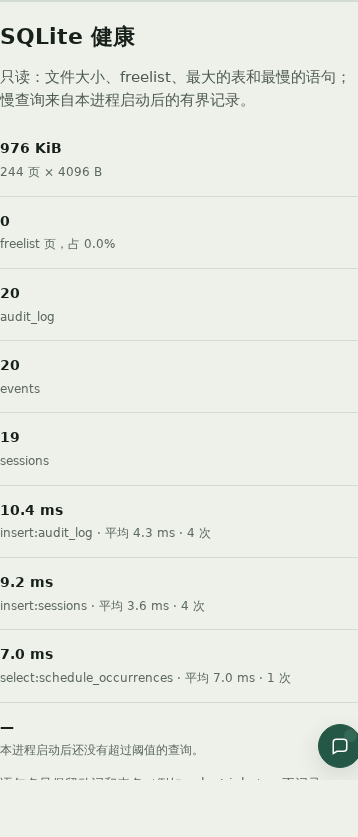 SQLite 健康
只读：文件大小、freelist、最大的表和最慢的语句；
慢查询来自本进程启动后的有界记录。
976 KiB
244 页 × 4096 B
0
freelist 页，占 0.0%
20
audit_log
20
events
19
sessions
10.4 ms
insert:audit_log · 平均 4.3 ms · 4 次
9.2 ms
insert:sessions · 平均 3.6 ms · 4 次
7.0 ms
select:schedule_occurrences · 平均 7.0 ms · 1 次
—
本进程启动后还没有超过阈值的查询。